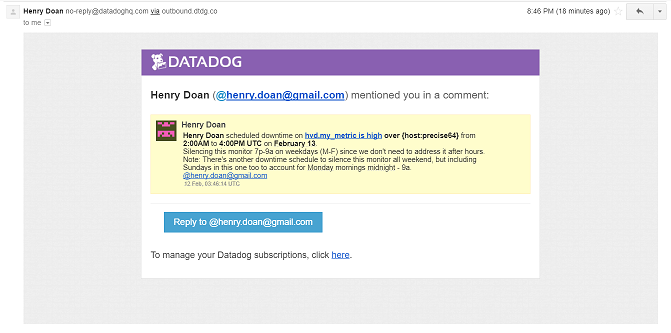 Henry Doan no-reply@datadoghq.com via outbound.dtdg.co
8:46 PM (18 minutes ago)
to me
DATADOG
Henry Doan (@henry.doan@gmail.com) mentioned you in a comment:
Henry Doan
Henry Doan scheduled downtime on hvd.my_metric is high over {host:precise64} from
2:00AM to 4:00PM UTC on February 13.
Silencing this monitor 7p-9a on weekdays (M-F) since we don't need to address it after hours.
Note: There's another downtime schedule to silence this monitor all weekend, but including
Sundays in this one too to account for Monday mornings midnight - 9a.
@henry.doan@gmail.com
12 Feb, 03:46:14 UTC
Reply to @henry.doan@gmail.com
To manage your Datadog subscriptions, click here.